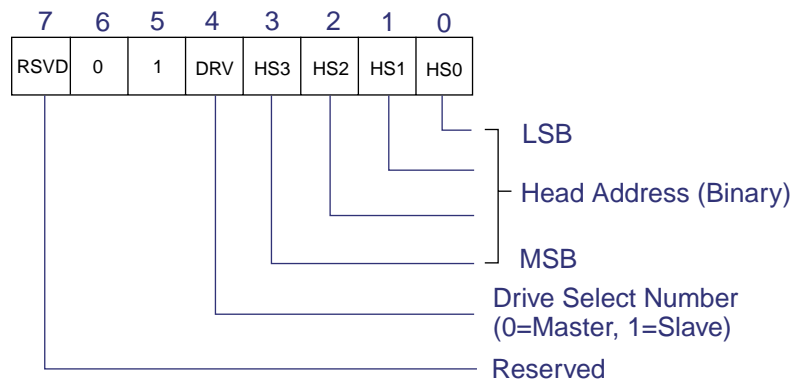 7 6 5 4 3 2 1 0
RSVD 0 1 DRV HS3 HS2 HS1 HS0
LSB
Head Address (Binary)
MSB
Drive Select Number
(0=Master, 1=Slave)
Reserved